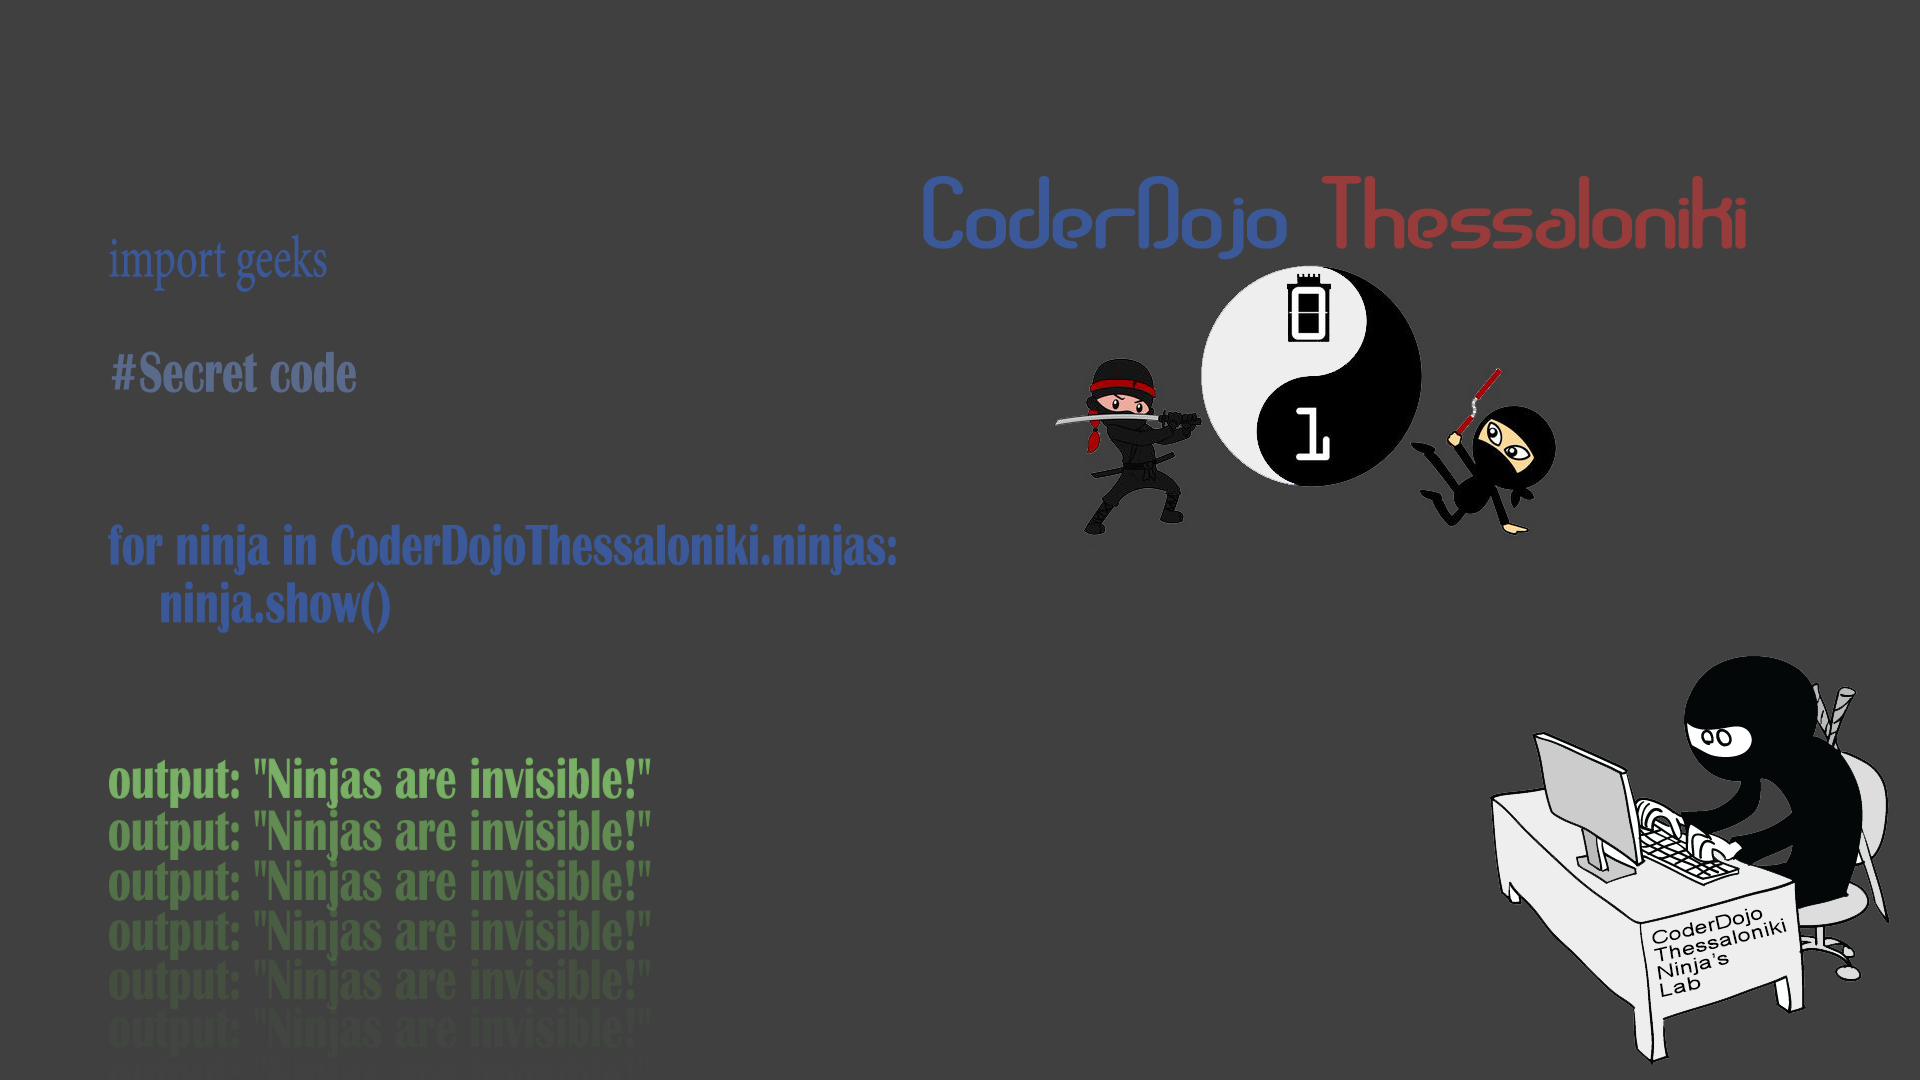 CoderDojo Thessaloniki
import geeks
#Secret code
for ninja in CoderDojoThessaloniki.ninjas:
ninja.show()
output: "Ninjas are invisible!"
output: "Ninjas are invisible!"
output: "Ninjas are invisible!"
output: "Ninjas are invisible!"
output: "Ninjas are invisible!"
output: "Ninjas are invisible!"
0
1
CoderDojo
Thessaloniki
Ninja's
Lab